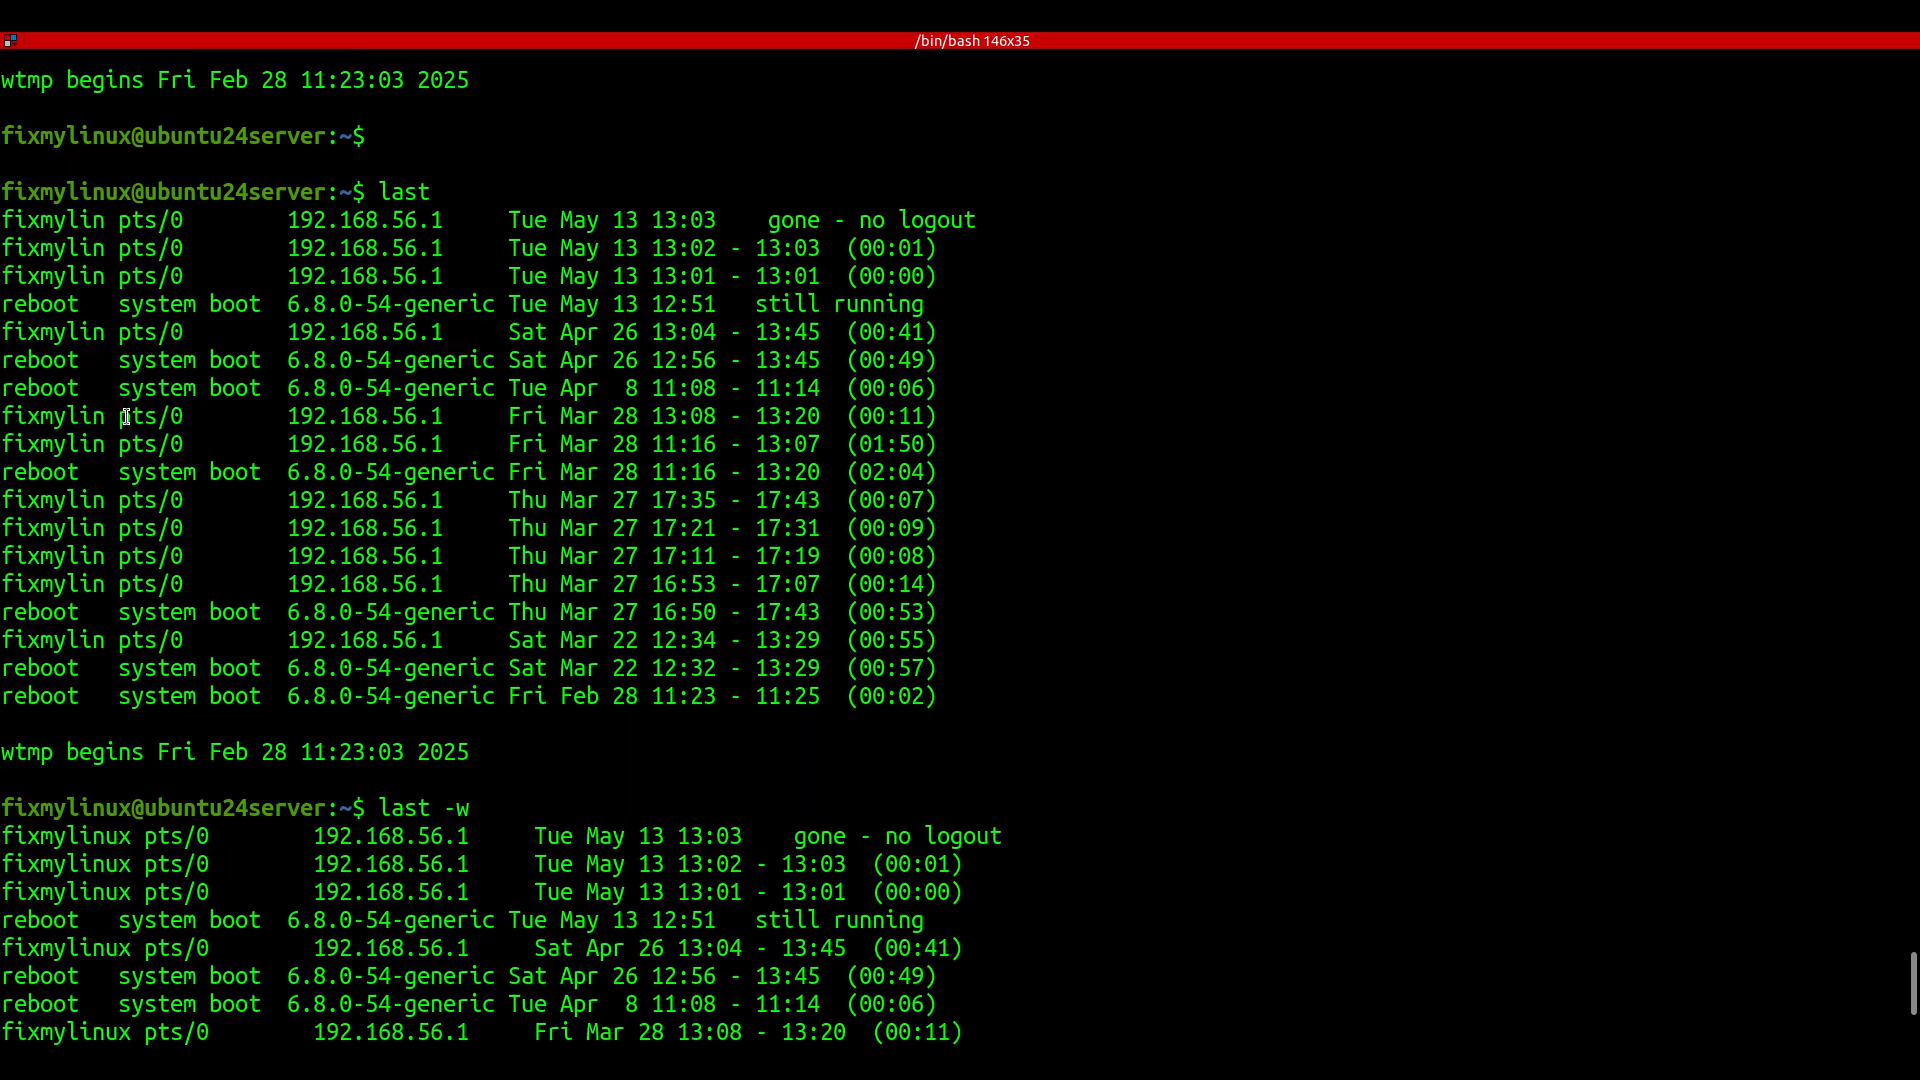 /bin/bash 146x35
wtmp begins Fri Feb 28 11:23:03 2025
fixmylinux@ubuntu24server:~$
fixmylinux@ubuntu24server:~$ last
fixmylin pts/0        192.168.56.1     Tue May 13 13:03    gone - no logout
fixmylin pts/0        192.168.56.1     Tue May 13 13:02 - 13:03  (00:01)
fixmylin pts/0        192.168.56.1     Tue May 13 13:01 - 13:01  (00:00)
reboot   system boot  6.8.0-54-generic Tue May 13 12:51   still running
fixmylin pts/0        192.168.56.1     Sat Apr 26 13:04 - 13:45  (00:41)
reboot   system boot  6.8.0-54-generic Sat Apr 26 12:56 - 13:45  (00:49)
reboot   system boot  6.8.0-54-generic Tue Apr  8 11:08 - 11:14  (00:06)
fixmylin pts/0        192.168.56.1     Fri Mar 28 13:08 - 13:20  (00:11)
fixmylin pts/0        192.168.56.1     Fri Mar 28 11:16 - 13:07  (01:50)
reboot   system boot  6.8.0-54-generic Fri Mar 28 11:16 - 13:20  (02:04)
fixmylin pts/0        192.168.56.1     Thu Mar 27 17:35 - 17:43  (00:07)
fixmylin pts/0        192.168.56.1     Thu Mar 27 17:21 - 17:31  (00:09)
fixmylin pts/0        192.168.56.1     Thu Mar 27 17:11 - 17:19  (00:08)
fixmylin pts/0        192.168.56.1     Thu Mar 27 16:53 - 17:07  (00:14)
reboot   system boot  6.8.0-54-generic Thu Mar 27 16:50 - 17:43  (00:53)
fixmylin pts/0        192.168.56.1     Sat Mar 22 12:34 - 13:29  (00:55)
reboot   system boot  6.8.0-54-generic Sat Mar 22 12:32 - 13:29  (00:57)
reboot   system boot  6.8.0-54-generic Fri Feb 28 11:23 - 11:25  (00:02)
wtmp begins Fri Feb 28 11:23:03 2025
fixmylinux@ubuntu24server:~$ last -w
fixmylinux pts/0        192.168.56.1     Tue May 13 13:03    gone - no logout
fixmylinux pts/0        192.168.56.1     Tue May 13 13:02 - 13:03  (00:01)
fixmylinux pts/0        192.168.56.1     Tue May 13 13:01 - 13:01  (00:00)
reboot   system boot  6.8.0-54-generic Tue May 13 12:51   still running
fixmylinux pts/0        192.168.56.1     Sat Apr 26 13:04 - 13:45  (00:41)
reboot   system boot  6.8.0-54-generic Sat Apr 26 12:56 - 13:45  (00:49)
reboot   system boot  6.8.0-54-generic Tue Apr  8 11:08 - 11:14  (00:06)
fixmylinux pts/0        192.168.56.1     Fri Mar 28 13:08 - 13:20  (00:11)